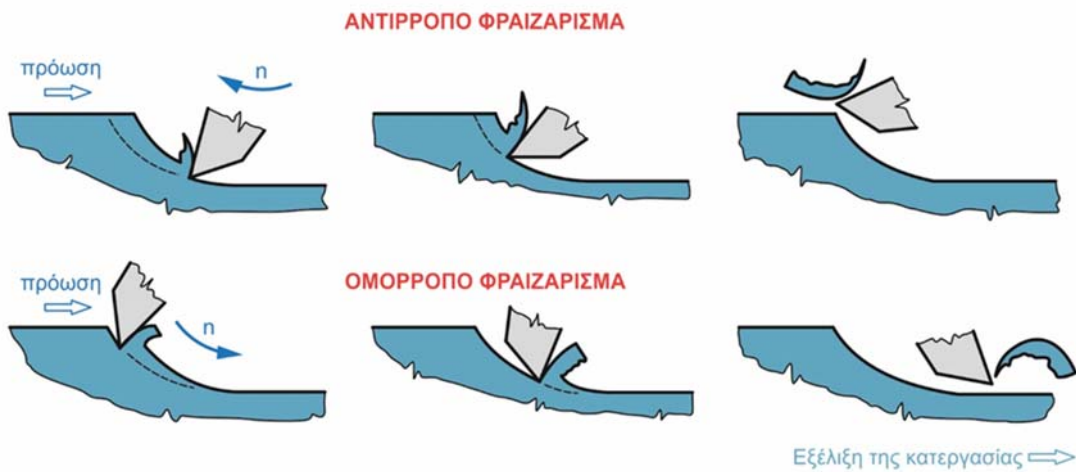 ΑΝΤΙΡΡΟΠΟ ΦΡΑΙΖΑΡΙΣΜΑ
πρόωση
n
πρόωση
ΟΜΟΡΡΟΠΟ ΦΡΑΙΖΑΡΙΣΜΑ
n
Εξέλιξη της κατεργασίας